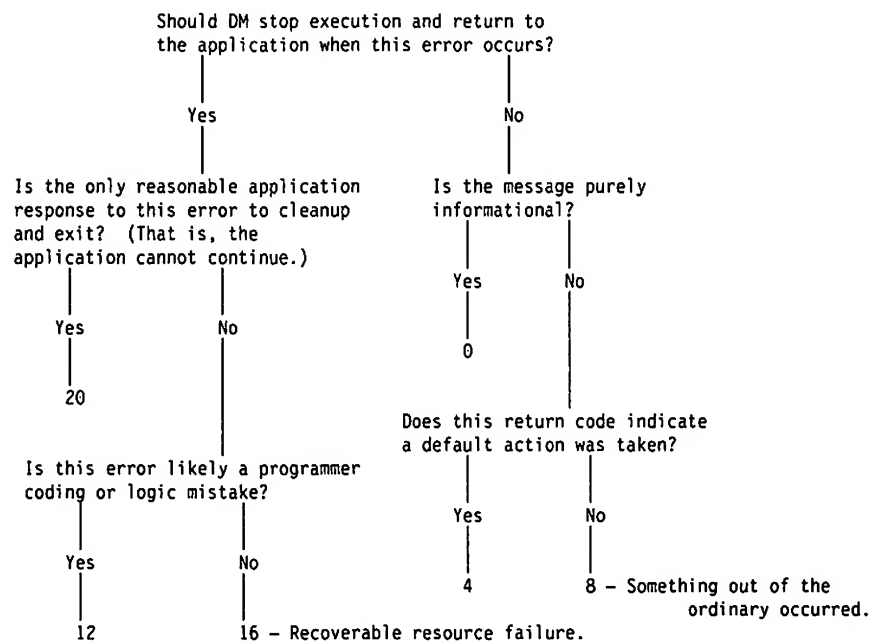 Should DM stop execution and return to
the application when this error occurs?
Yes
No
Is the only reasonable application
response to this error to cleanup
and exit? (That is, the
application cannot continue.)
Is the message purely
informational?
Yes
No
Yes
No
0
20
Does this return code indicate
a default action was taken?
Is this error likely a programmer
coding or logic mistake?
Yes
No
Yes
No
4
8 – Something out of the
ordinary occurred.
12
16 – Recoverable resource failure.